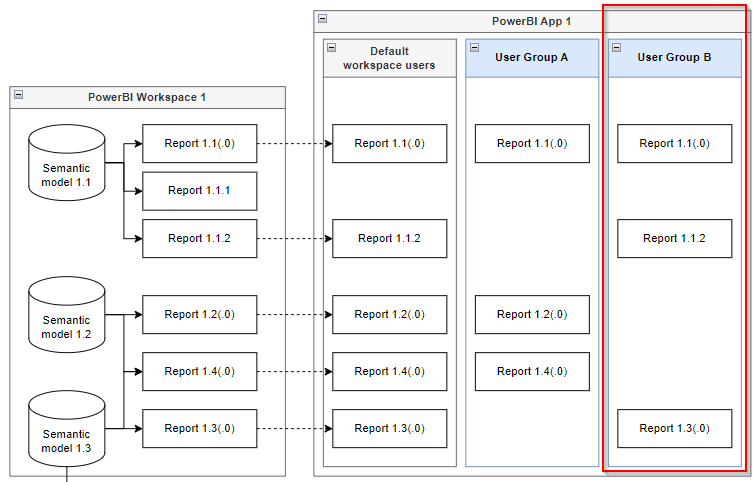 PowerBI App 1
Default
workspace users
User Group A
User Group B
PowerBI Workspace 1
Semantic
model 1.1
Report 1.1(.0)
Report 1.1(.0)
Report 1.1(.0)
Report 1.1(.0)
Report 1.1.1
Report 1.1.2
Report 1.1.2
Report 1.1.2
Semantic
model 1.2
Report 1.2(.0)
Report 1.2(.0)
Report 1.2(.0)
Report 1.4(.0)
Report 1.4(.0)
Report 1.4(.0)
Semantic
model 1.3
Report 1.3(.0)
Report 1.3(.0)
Report 1.3(.0)